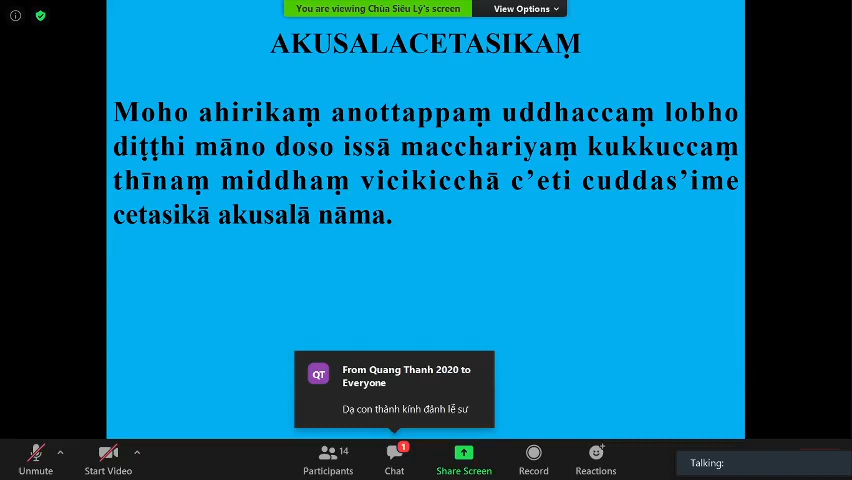 You are viewing Chùa Siêu Lý's screen
View Options
AKUSALACETASIKAṂ
Moho ahirikaṃ anottappaṃ uddhaccaṃ lobho
diṭṭhi māno doso issā macchariyaṃ kukkuccaṃ
thīnaṃ middhaṃ vicikicchā c’eti cuddas’ime
cetasikā akusalā nāma.
QT
From Quang Thanh 2020 to
Everyone
Dạ con thành kính đảnh lễ sư
Unmute
Start Video
14
Participants
1
Chat
Share Screen
Record
Reactions
Talking: